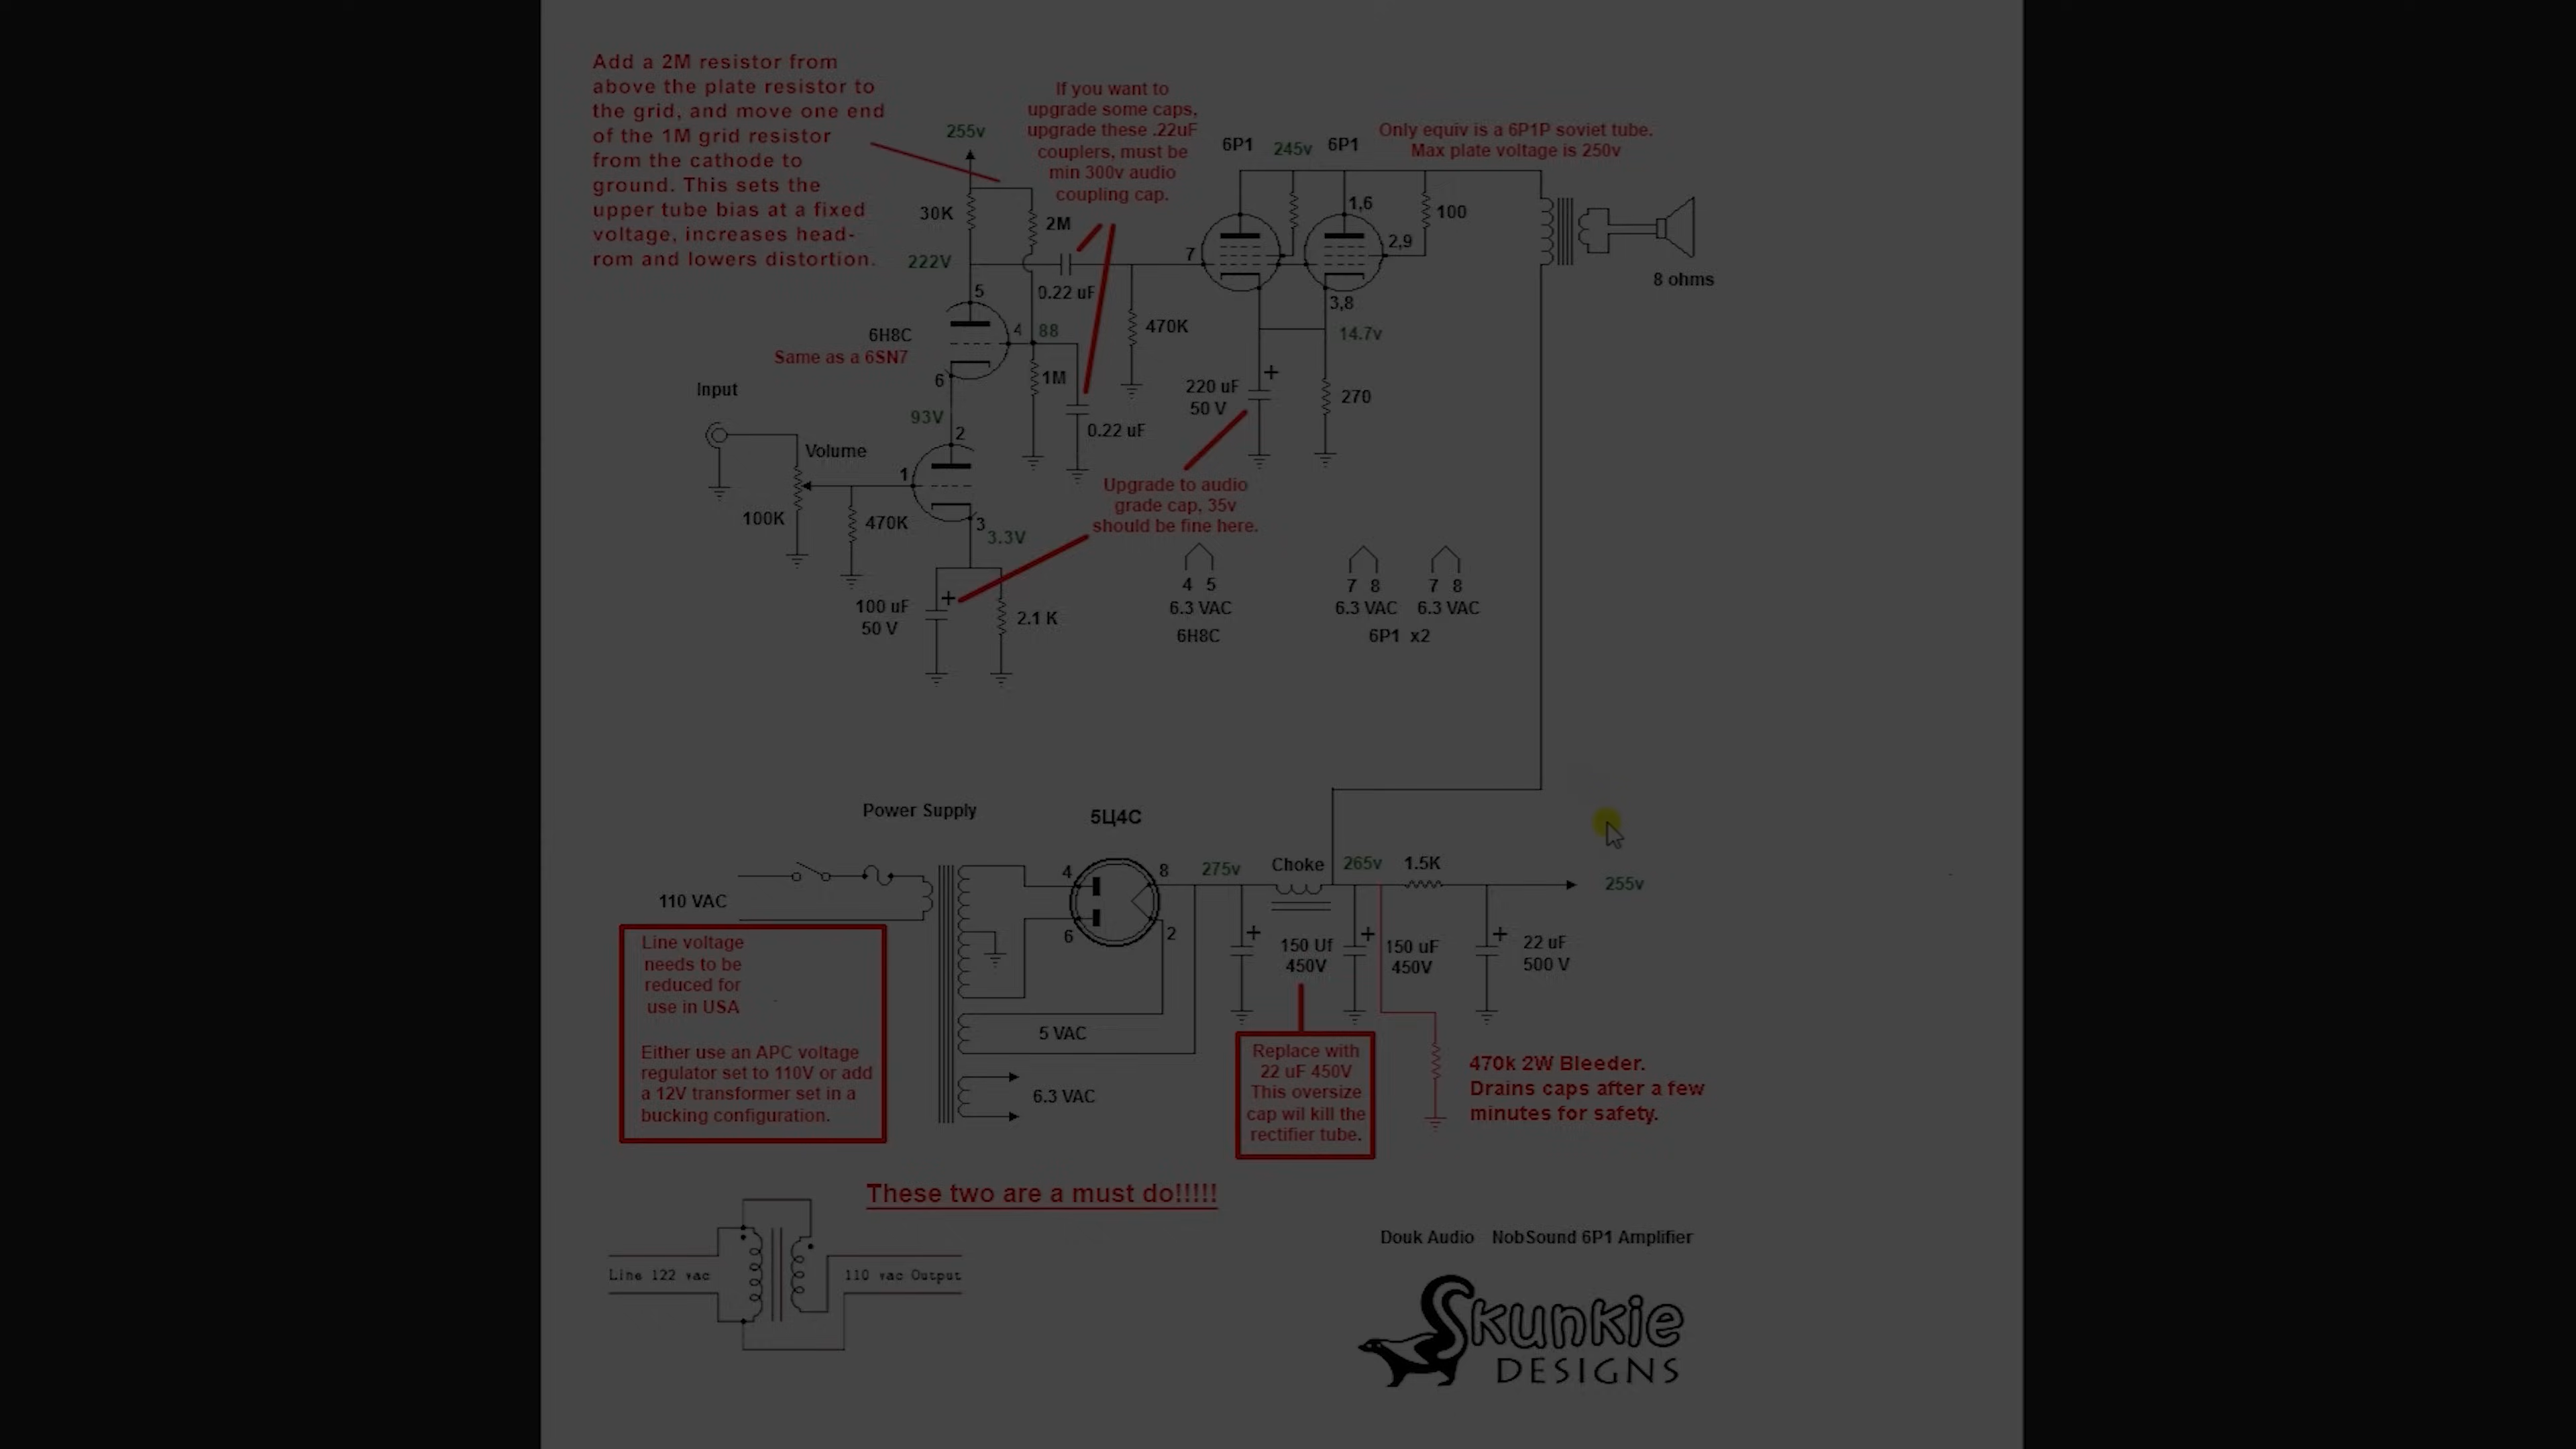 Add a 2M resistor from
above the plate resistor to
the grid, and move one end
of the 1M grid resistor
from the cathode to
ground. This sets the
upper tube bias at a fixed
voltage, increases head-
rom and lowers distortion.
If you want to
upgrade some caps,
upgrade these .22uF
couplers, must be
min 300v audio
coupling cap.
255v
6P1
245v
6P1
Only equiv is a 6P1P soviet tube.
Max plate voltage is 250v
30K
2M
1,6
100
222V
7
2,9
0.22 uF
5
3,8
8 ohms
6H8C
Same as a 6SN7
4
88
470K
14.7v
6
1M
220 uF
50 V
+
270
Input
93V
2
0.22 uF
Volume
1
100K
470K
3
3.3V
Upgrade to audio
grade cap, 35v
should be fine here.
100 uF
50 V
+
2.1 K
4 5
6.3 VAC
6H8C
7 8
6.3 VAC
7 8
6.3 VAC
6P1 x2
Power Supply
5Ц4С
110 VAC
4
8
6
2
275v
Choke
265v
1.5K
255v
+
150 Uf
450V
+
150 uF
450V
+
22 uF
500 V
Line voltage
needs to be
reduced for
use in USA
Either use an APC voltage
regulator set to 110V or add
a 12V transformer set in a
bucking configuration.
5 VAC
6.3 VAC
Replace with
22 uF 450V
This oversize
cap wil kill the
rectifier tube.
470k 2W Bleeder.
Drains caps after a few
minutes for safety.
These two are a must do!!!!!
Line 122 vac
110 vac Output
Douk Audio NobSound 6P1 Amplifier
Skunkie
DESIGNS